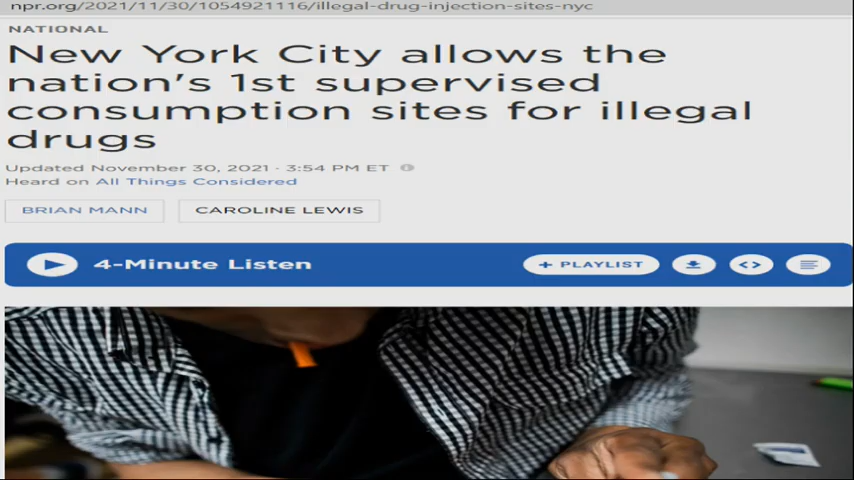 npr.org/2021/11/30/1054921116/illegal-drug-injection-sites-nyc
NATIONAL
New York City allows the
nation's 1st supervised
consumption sites for illegal
drugs
Updated November 30, 2021 · 3:54 PM ET
Heard on All Things Considered
BRIAN MANN CAROLINE LEWIS
4-Minute Listen + PLAYLIST